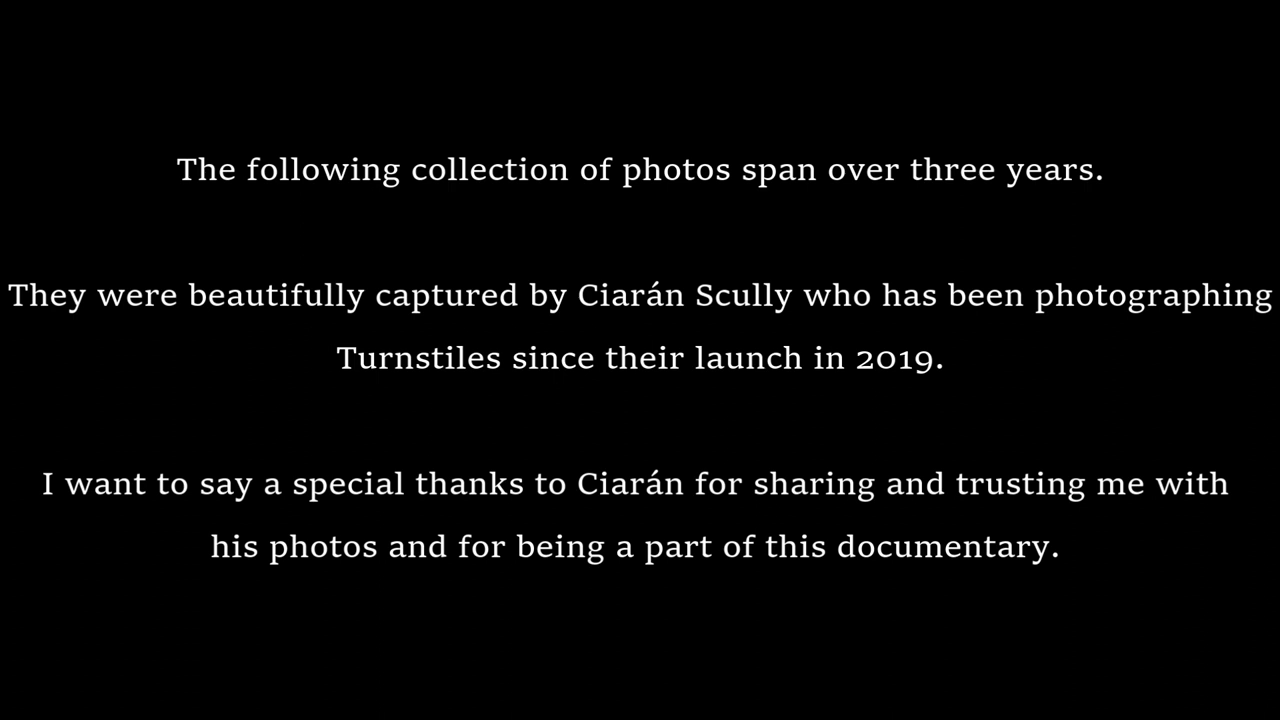 The following collection of photos span over three years.
They were beautifully captured by Ciarán Scully who has been photographing
Turnstiles since their launch in 2019.
I want to say a special thanks to Ciarán for sharing and trusting me with
his photos and for being a part of this documentary.